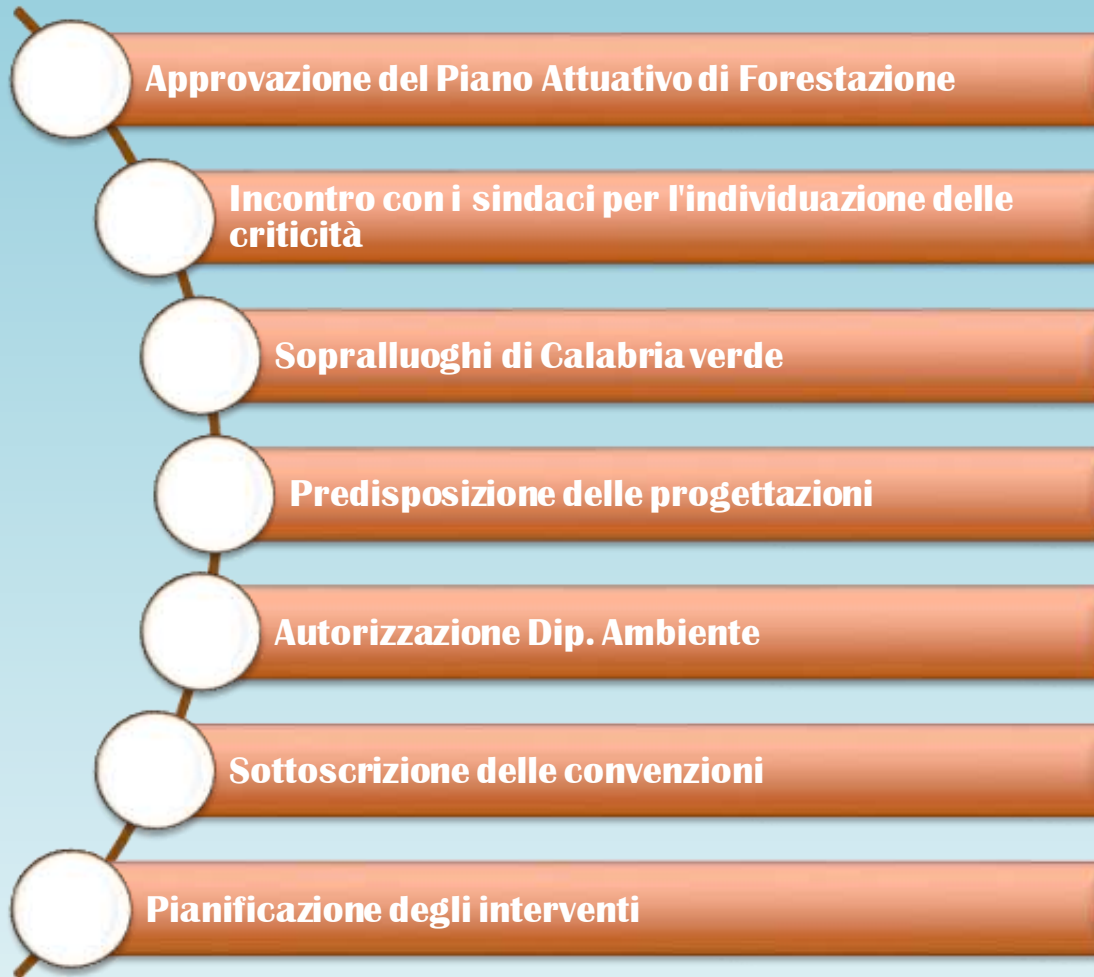 Approvazione del Piano Attuativo di Forestazione
Incontro con i sindaci per l'individuazione delle
criticità
Sopralluoghi di Calabria verde
Predisposizione delle progettazioni
Autorizzazione Dip. Ambiente
Sottoscrizione delle convenzioni
Pianificazione degli interventi